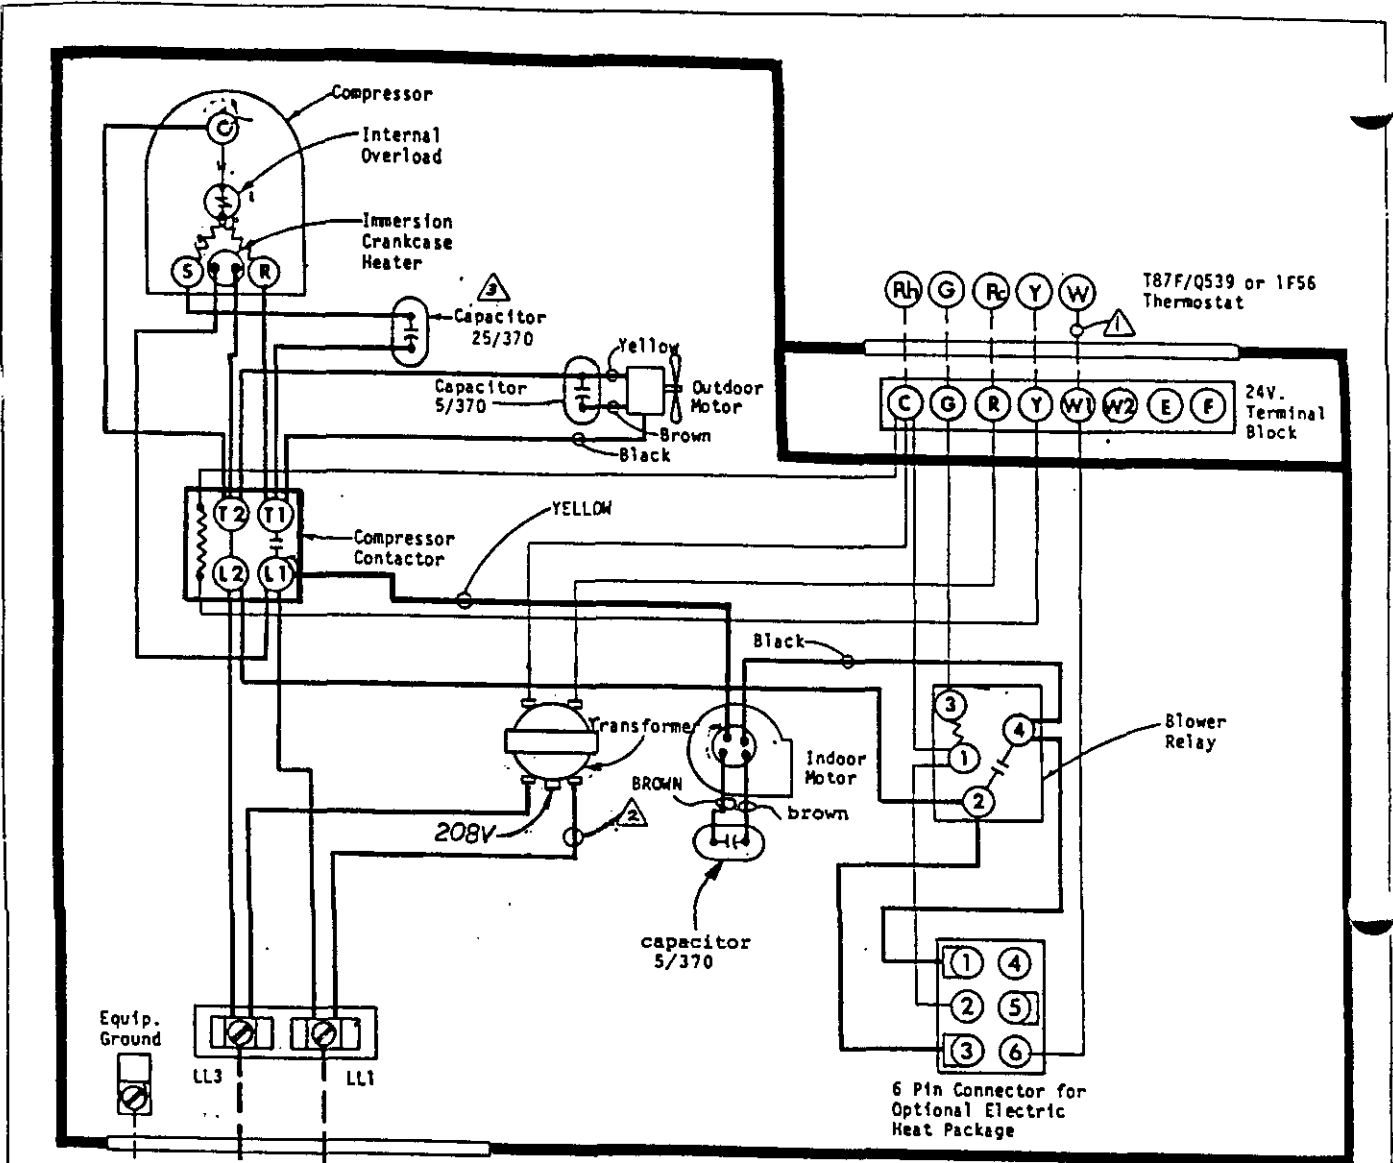 Compressor
C
Internal
Overload
Immersion
Crankcase
Heater
S
R
3
Capacitor
25/370
Yellow
Capacitor
5/370
Outdoor
Motor
Brown
Black
Rh
G
Rc
Y
W
T87F/Q539 or 1F56
Thermostat
1
C
G
R
Y
W1
W2
E
F
24V.
Terminal
Block
T2
T1
L2
L1
Compressor
Contactor
YELLOW
Black
Transformer
208V
2
Indoor
Motor
BROWN
brown
capacitor
5/370
3
4
1
2
Blower
Relay
1
4
2
5
3
6
6 Pin Connector for
Optional Electric
Heat Package
Equip.
Ground
LL3
LL1